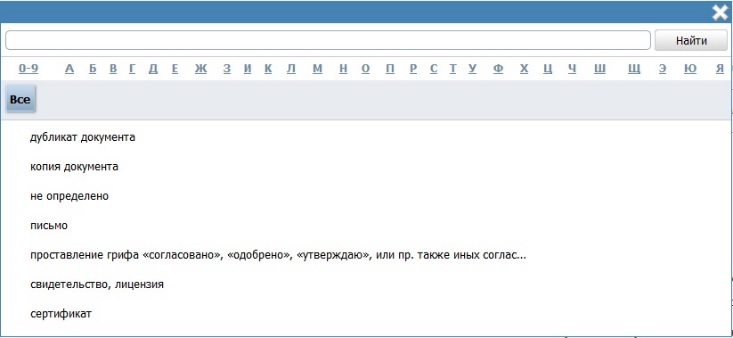 Найти
0-9 А Б В Г Д Е Ж З И К Л М Н О П Р С Т У Ф Х Ц Ч Ш Щ Э Ю Я
Все
дубликат документа
копия документа
не определено
письмо
проставление грифа «согласовано», «одобрено», «утверждаю», или пр. также иных соглас...
свидетельство, лицензия
сертификат